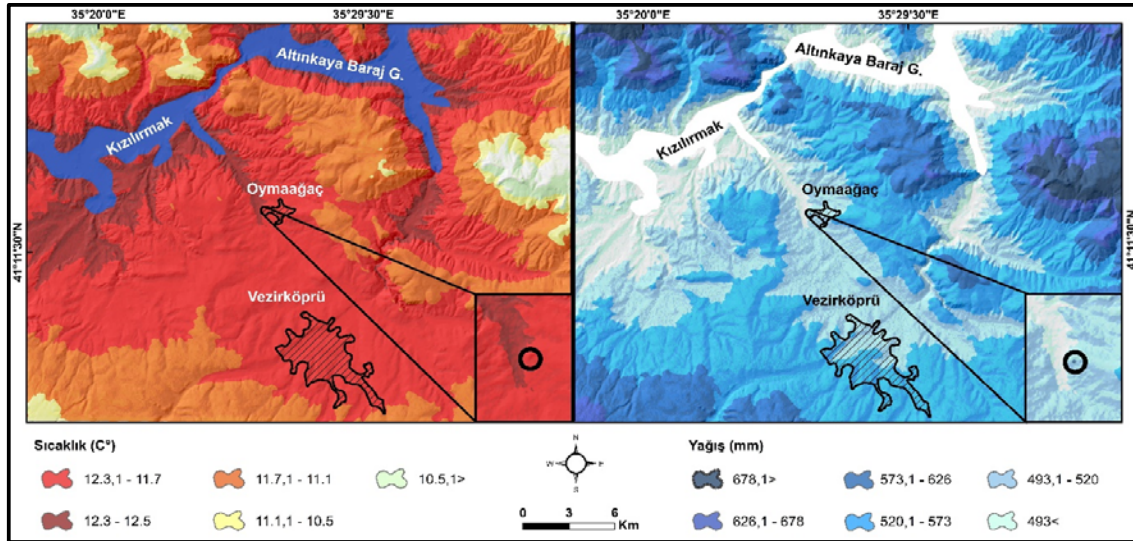 35°20'0"E
35°29'30"E
35°20'0"E
35°29'30"E
Altınkaya Baraj G.
Kızılırmak
Oymaağaç
Vezirköprü
41°11'30"N
Altınkaya Baraj G.
Kızılırmak
Oymaağaç
Vezirköprü
41°11'30"N
Sıcaklık (C°)
12.3,1 - 11.7
11.7,1 - 11.1
10.5,1>
12.3 - 12.5
11.1,1 - 10.5
N
W
E
S
0 3 6
Km
Yağış (mm)
678,1>
573,1 - 626
493,1 - 520
626,1 - 678
520,1 - 573
493<